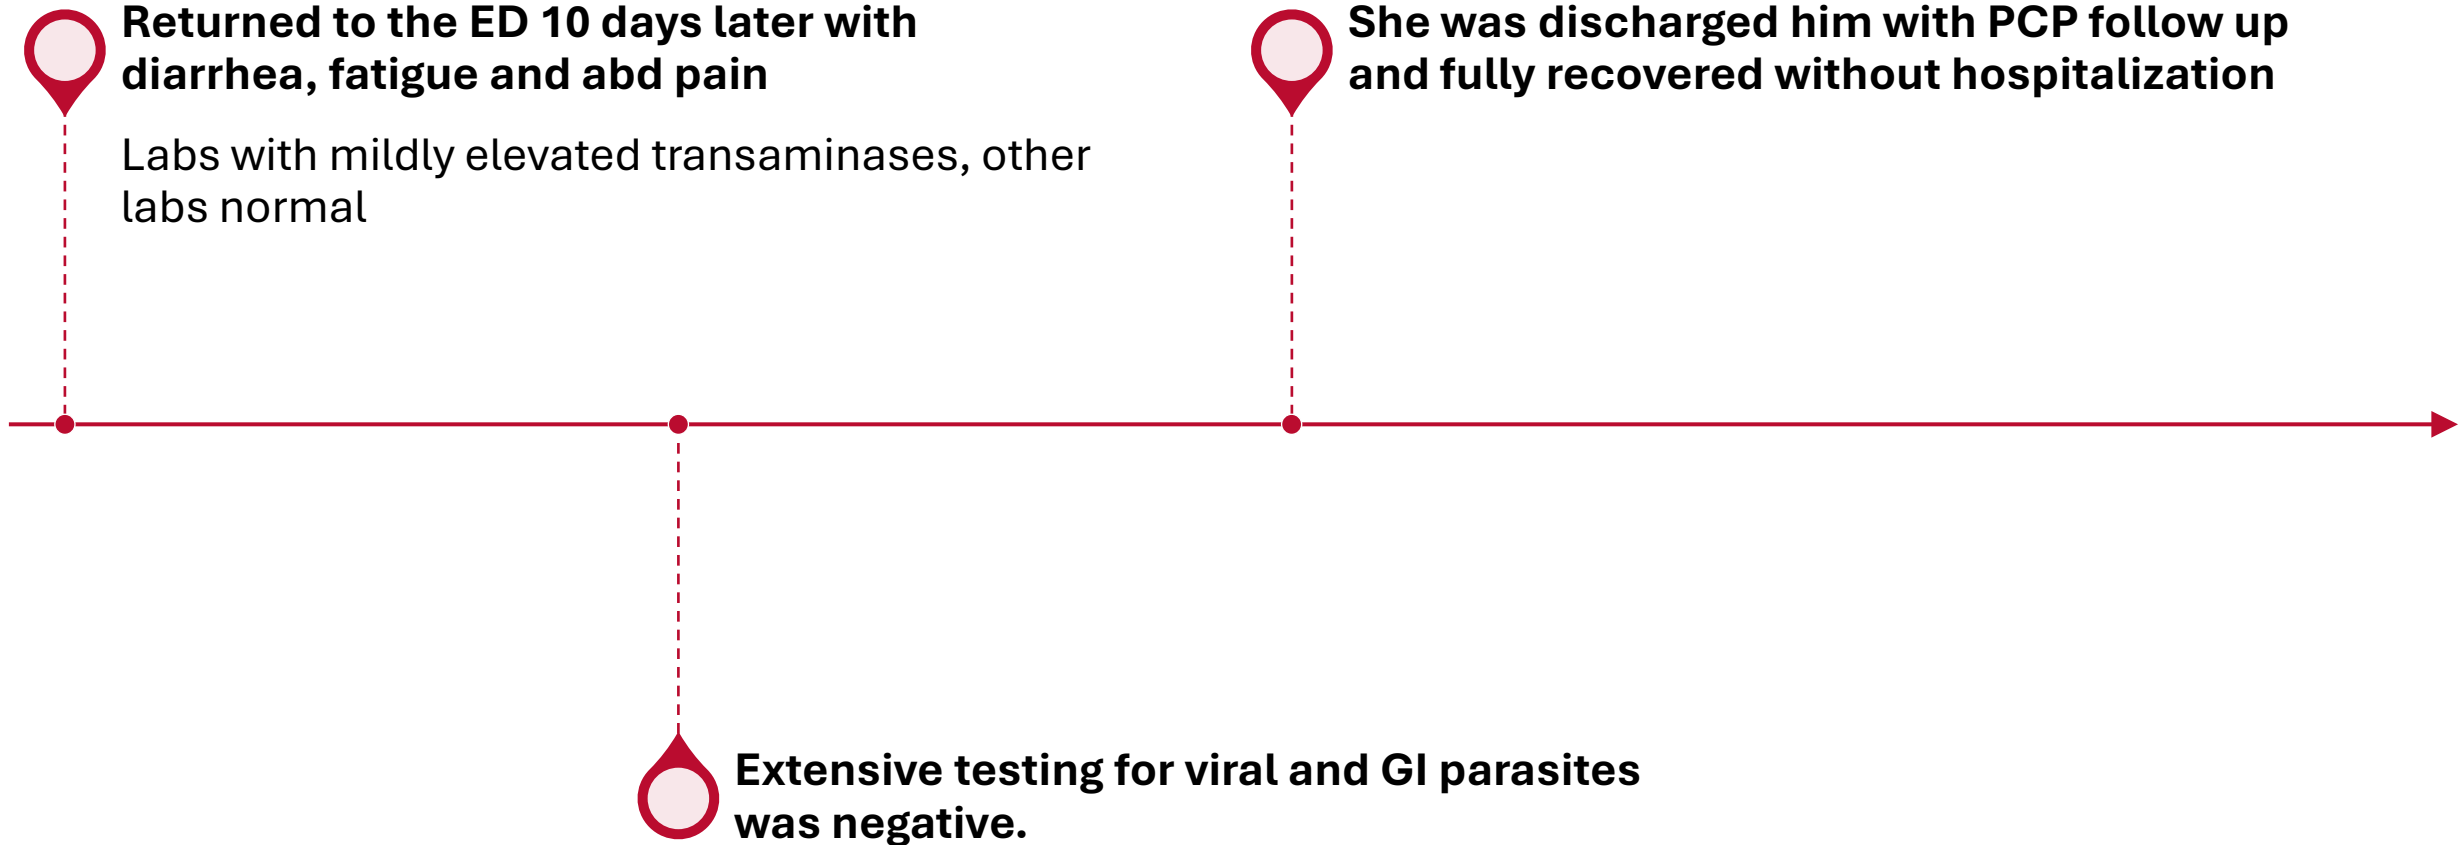 Returned to the ED 10 days later with
diarrhea, fatigue and abd pain
Labs with mildly elevated transaminases, other
labs normal
She was discharged him with PCP follow up
and fully recovered without hospitalization
Extensive testing for viral and GI parasites
was negative.